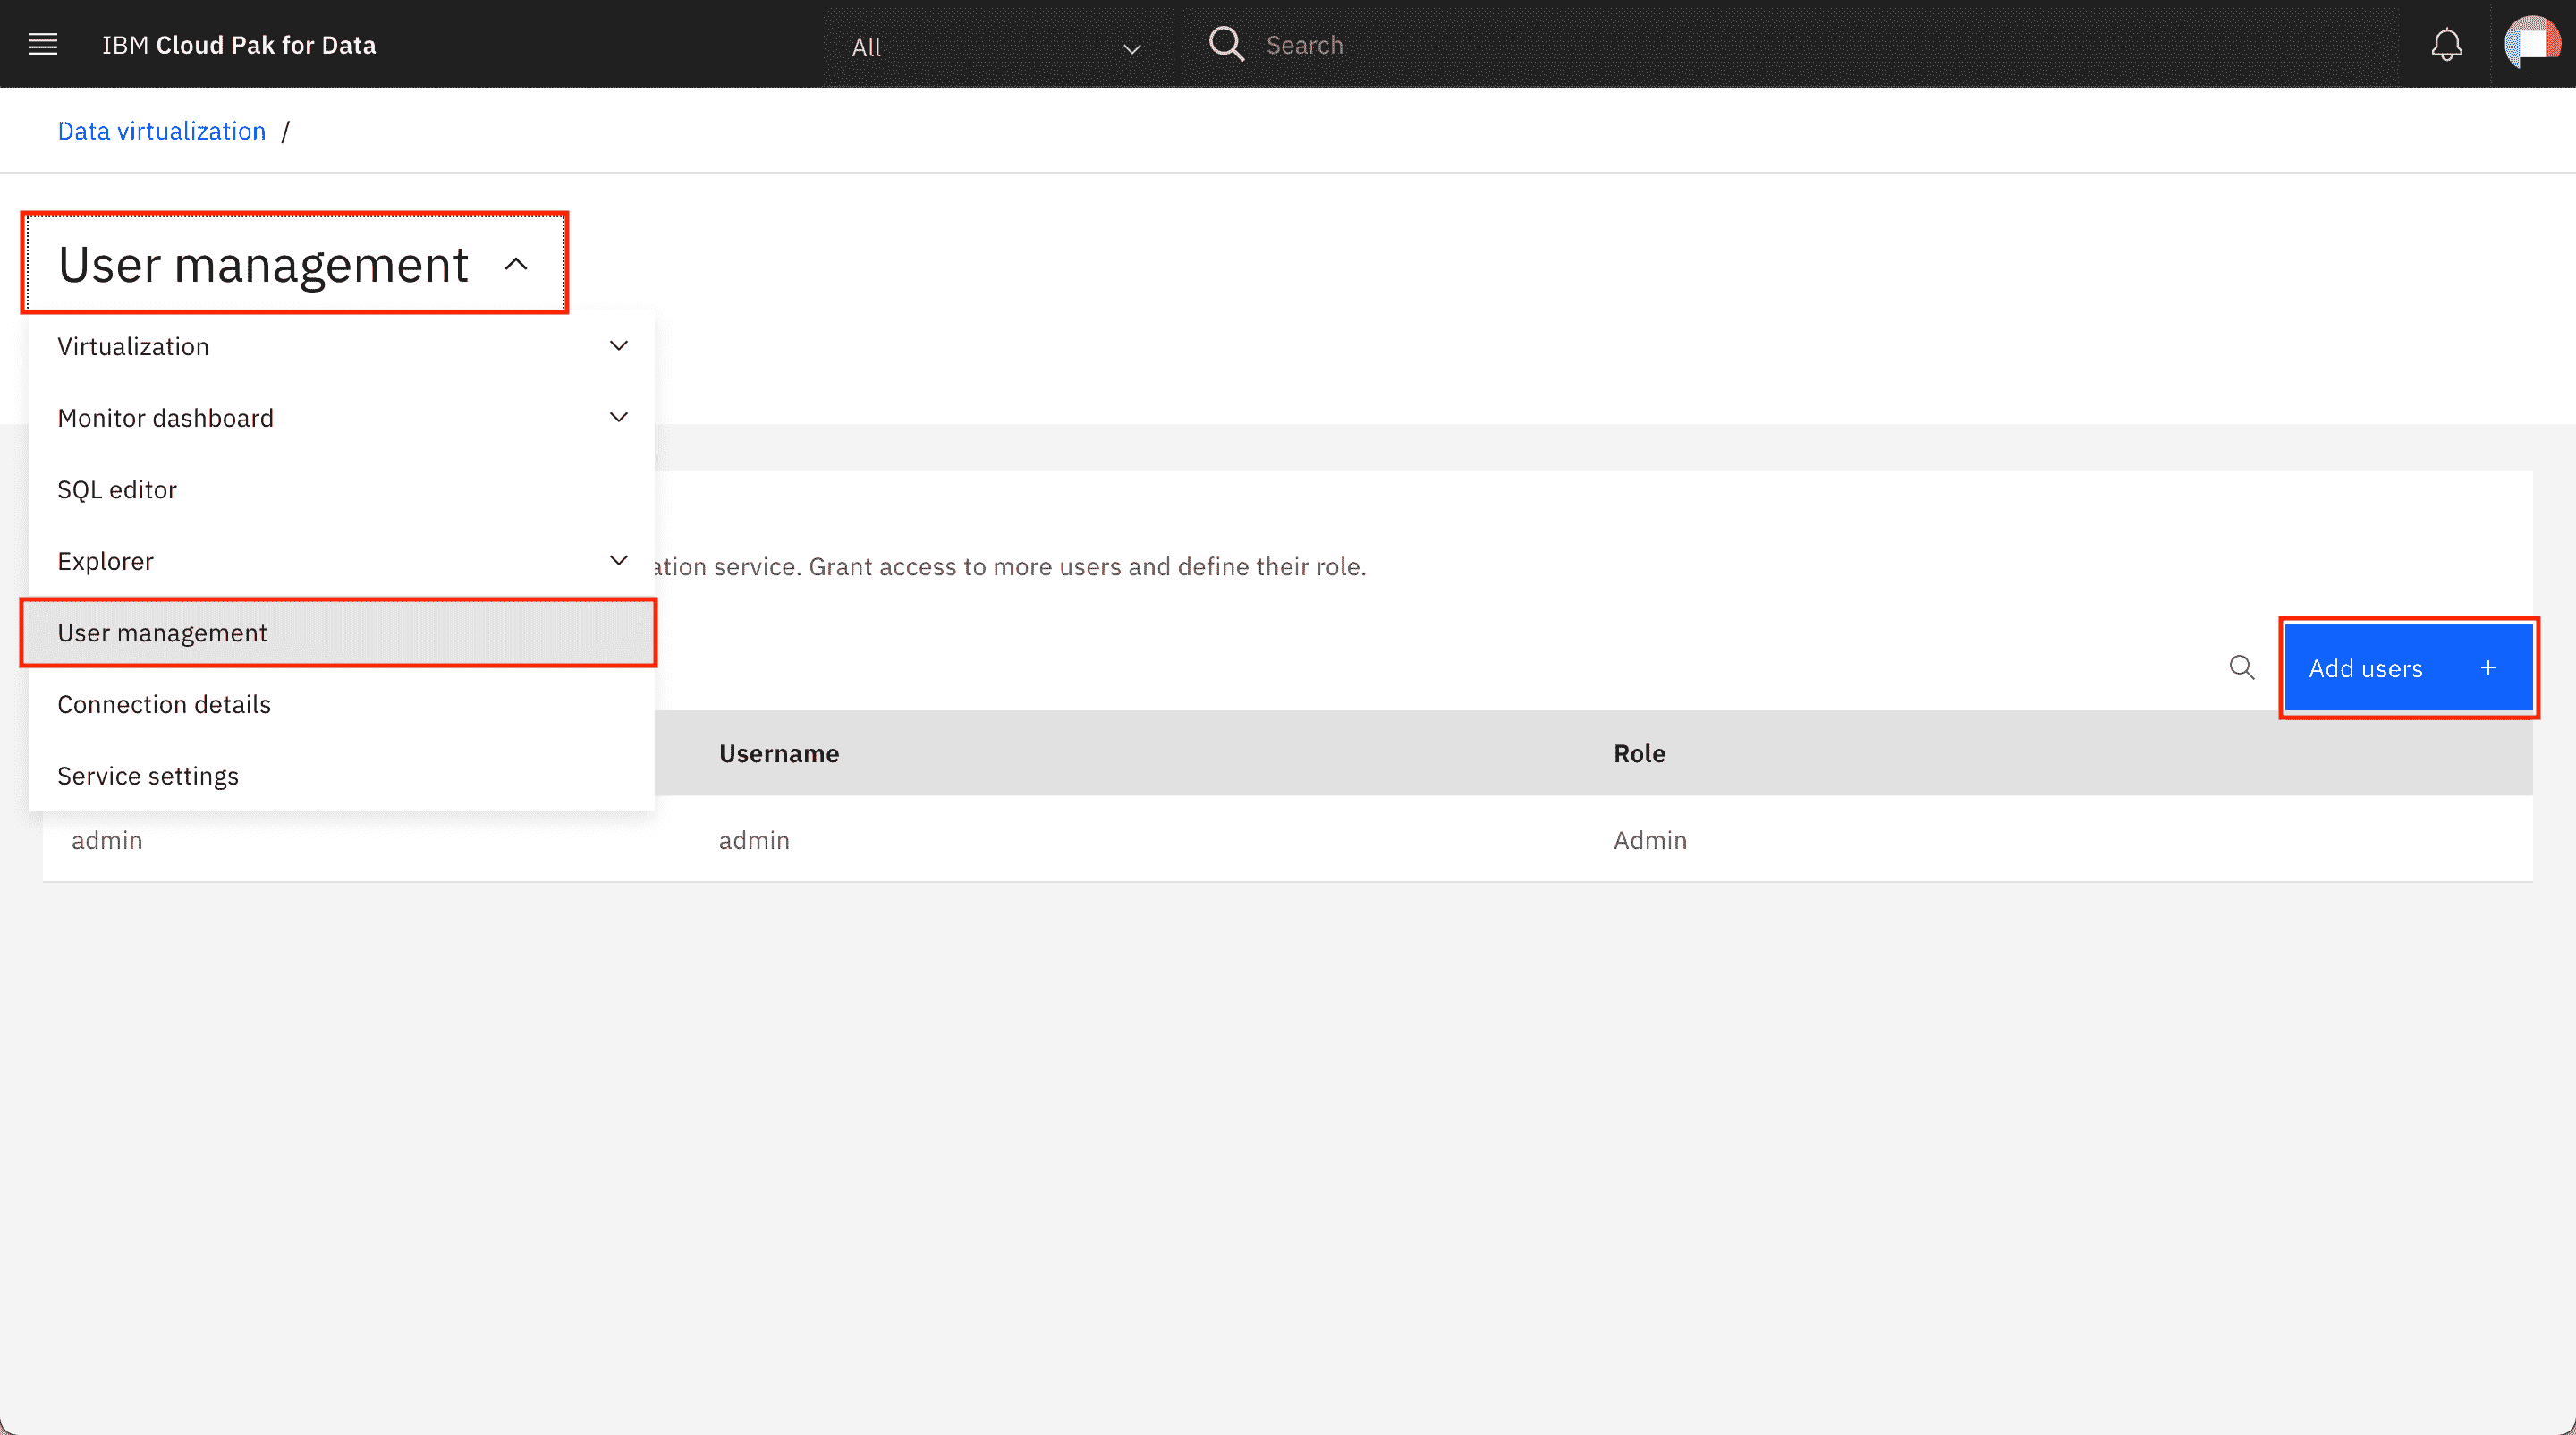 IBM Cloud Pak for Data
All
Search
Data virtualization /
User management
Virtualization
Monitor dashboard
SQL editor
Explorer
User management
Connection details
Service settings
service. Grant access to more users and define their role.
Add users +
Username Role
admin admin Admin